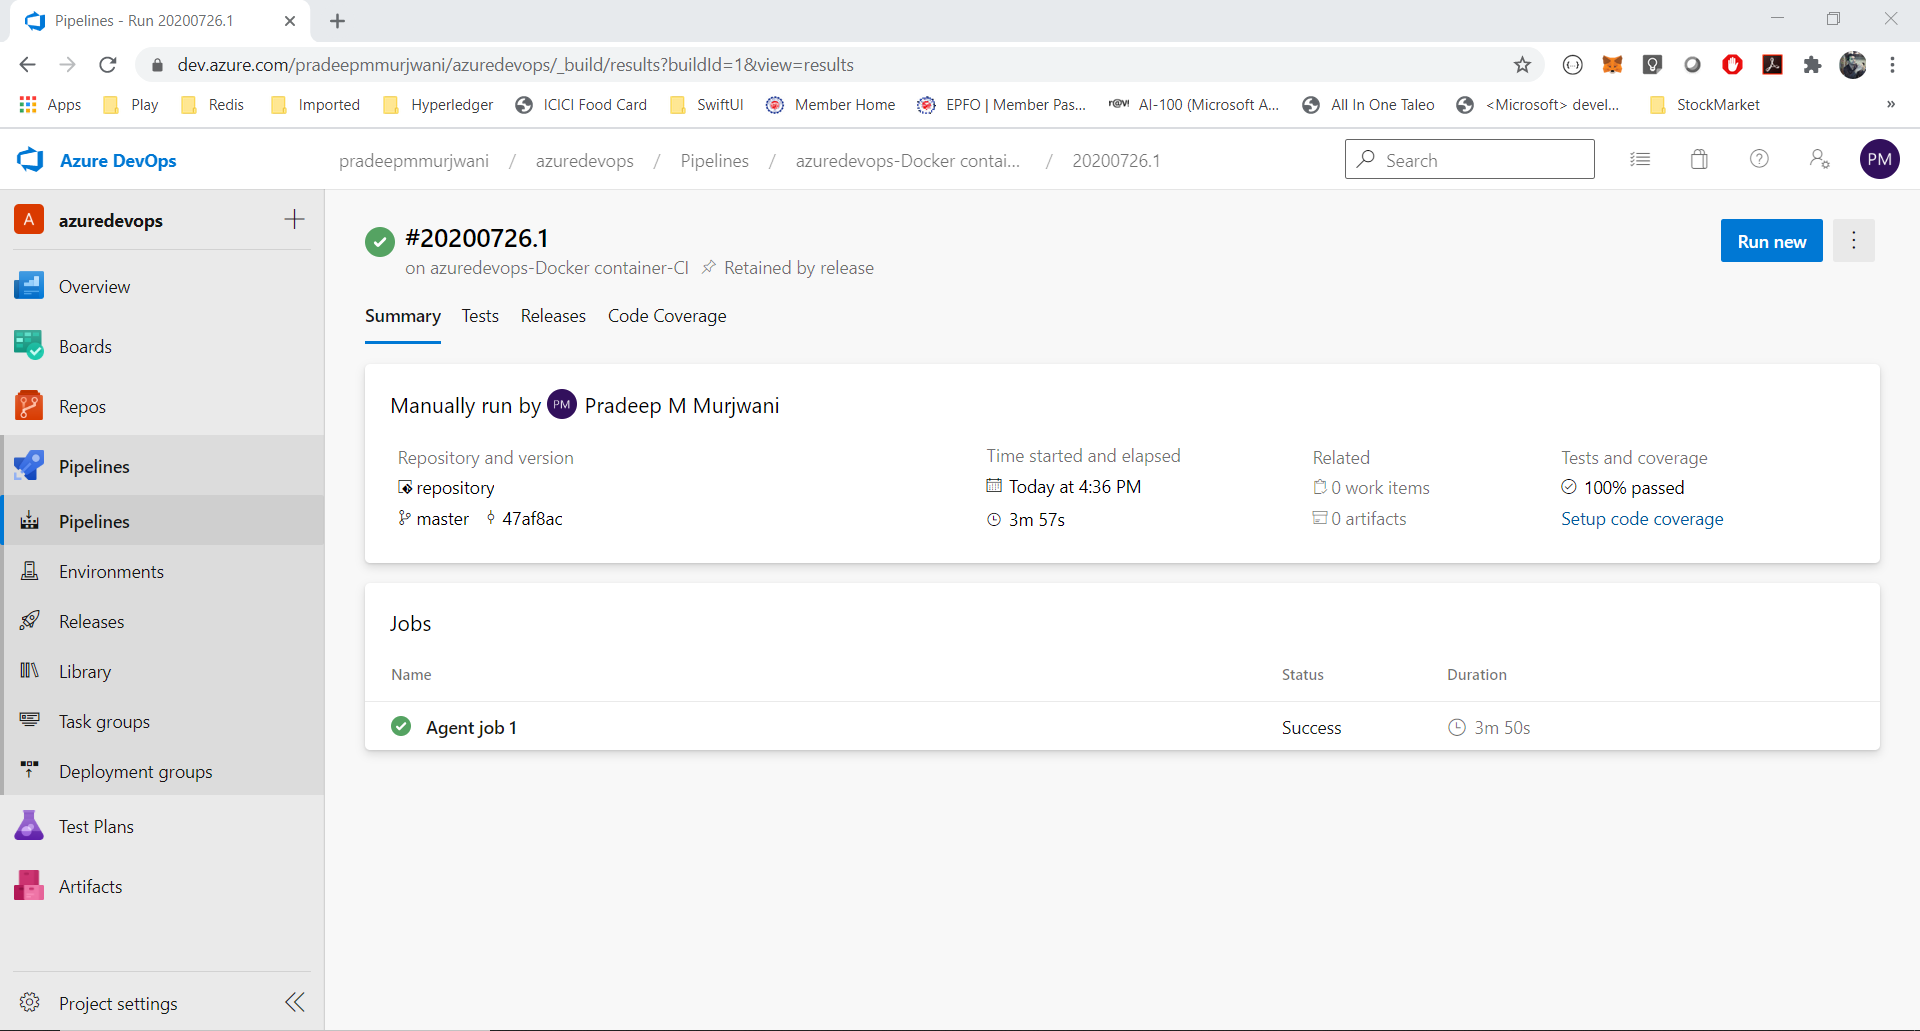 Pipelines - Run 20200726.1
dev.azure.com/pradeepmmurjwani/azuredevops/_build/results?buildId=1&view=results
Apps Play Redis Imported Hyperledger ICICI Food Card SwiftUI Member Home EPFO | Member Pas... r@v! AI-100 (Microsoft A... All In One Taleo <Microsoft> devel... StockMarket »
Azure DevOps pradeepmmurjwani / azuredevops / Pipelines / azuredevops-Docker contai... / 20200726.1 Search PM
A azuredevops
Overview
Boards
Repos
Pipelines
Pipelines
Environments
Releases
Library
Task groups
Deployment groups
Test Plans
Artifacts
Project settings
#20200726.1
on azuredevops-Docker container-CI Retained by release
Run new
Summary Tests Releases Code Coverage
Manually run by PM Pradeep M Murjwani
Repository and version
repository
master 47af8ac
Time started and elapsed
Today at 4:36 PM
3m 57s
Related
0 work items
0 artifacts
Tests and coverage
100% passed
Setup code coverage
Jobs
Name Status Duration
Agent job 1 Success 3m 50s